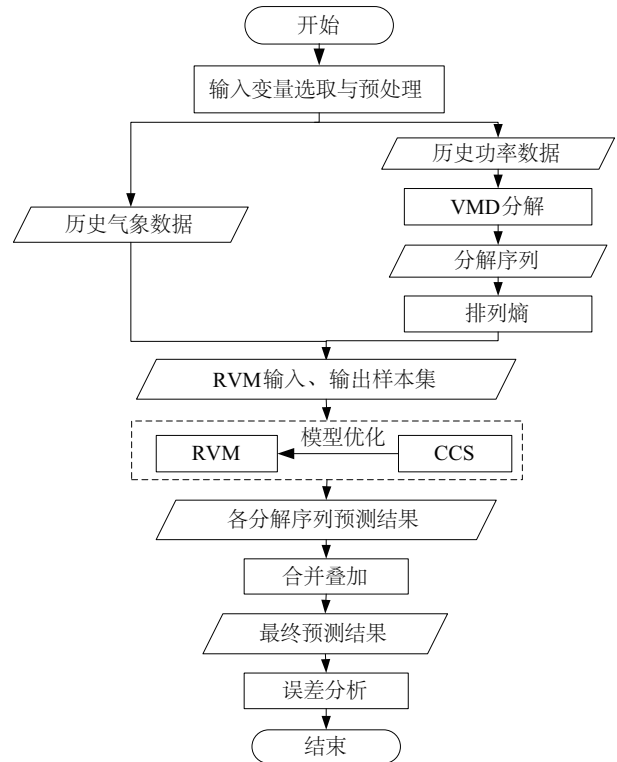 开始
输入变量选取与预处理
历史功率数据
VMD分解
历史气象数据
分解序列
排列熵
RVM输入、输出样本集
模型优化
RVM
CCS
各分解序列预测结果
合并叠加
最终预测结果
误差分析
结束